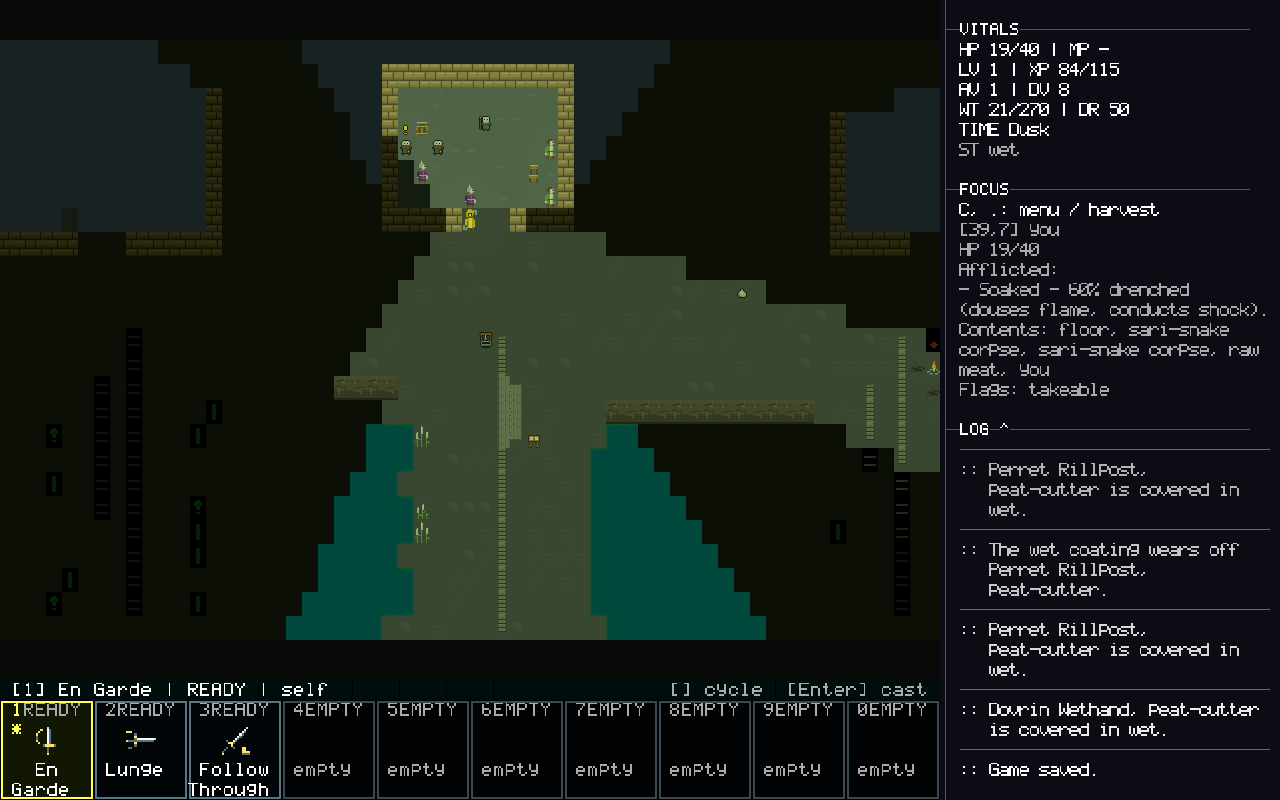 VITALS
HP 19/40 | MP -
LV 1 | XP 84/115
AV 1 | DV 8
WT 21/270 | DR 50
TIME Dusk
ST wet
FOCUS
C, .: menu / harvest
[39,7] You
HP 19/40
Afflicted:
- Soaked - 60% drenched
(douses flame, conducts shock).
Contents: floor, sari-snake
corpse, sari-snake corpse, raw
meat, You
Flags: takeable
LOG ^
:: Perret RillPost,
Peat-cutter is covered in
wet.
:: The wet coating wears off
Perret RillPost,
Peat-cutter.
:: Perret RillPost,
Peat-cutter is covered in
wet.
:: Dovrin Wethand, Peat-cutter
is covered in wet.
:: Game saved.
[1] En Garde | READY | self
[] cycle [Enter] cast
1READY 2READY 3READY 4EMPTY 5EMPTY 6EMPTY 7EMPTY 8EMPTY 9EMPTY 0EMPTY
*
En Garde
Lunge
Follow Through
empty empty empty empty empty empty empty